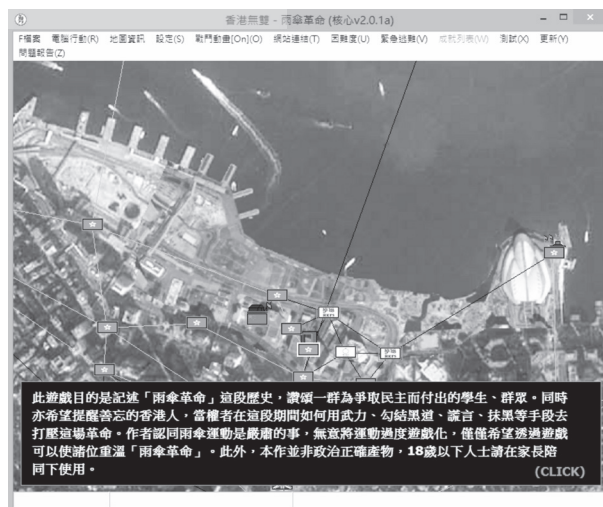 香港無雙 - 雨傘革命 (核心v2.0.1a)
F檔案 電腦行動(R) 地圖資訊 設定(S) 戰鬥動畫[On](O) 網站連結(T) 困難度(U) 緊急逃難(V) 成就列表(W) 測試(X) 更新(Y)
問題報告(Z)
此遊戲目的是記述「雨傘革命」這段歷史，讚頌一群為爭取民主而付出的學生、群眾。同時
亦希望提醒善忘的香港人，當權者在這段期間如何用武力、勾結黑道、謊言、抹黑等手段去
打壓這場革命。作者認同雨傘運動是嚴肅的事，無意將運動過度遊戲化，僅僅希望透過遊戲
可以使諸位重溫「雨傘革命」。此外，本作並非政治正確產物，18歲以下人士請在家長陪
同下使用。
(CLICK)